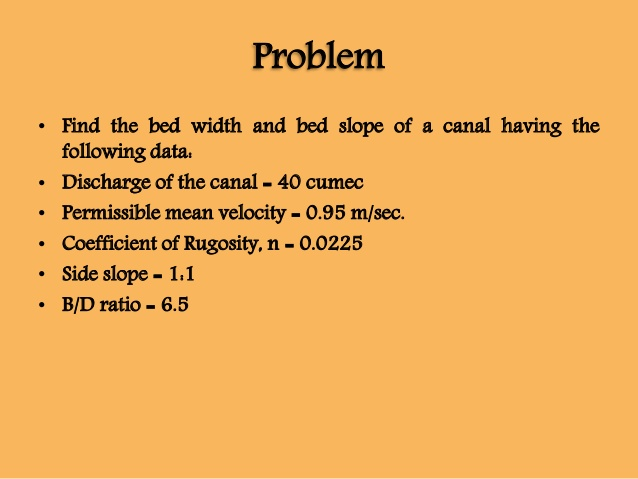 Problem
• Find the bed width and bed slope of a canal having the
following data:
• Discharge of the canal = 40 cumec
• Permissible mean velocity = 0.95 m/sec.
• Coefficient of Rugosity, n = 0.0225
• Side slope = 1:1
• B/D ratio = 6.5